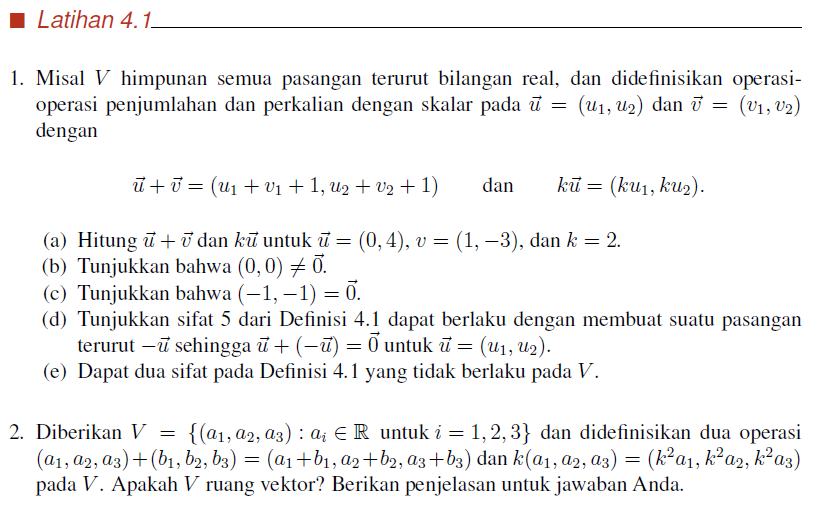 Latihan 4.1
1. Misal V himpunan semua pasangan terurut bilangan real, dan didefinisikan operasi-
operasi penjumlahan dan perkalian dengan skalar pada u⃗ = (u₁, u₂) dan v⃗ = (v₁, v₂)
dengan
u⃗ + v⃗ = (u₁ + v₁ + 1, u₂ + v₂ + 1) dan ku⃗ = (ku₁, ku₂).
(a) Hitung u⃗ + v⃗ dan ku⃗ untuk u⃗ = (0, 4), v = (1, −3), dan k = 2.
(b) Tunjukkan bahwa (0, 0) ≠ 0⃗.
(c) Tunjukkan bahwa (−1, −1) = 0⃗.
(d) Tunjukkan sifat 5 dari Definisi 4.1 dapat berlaku dengan membuat suatu pasangan
terurut −u⃗ sehingga u⃗ + (−u⃗) = 0⃗ untuk u⃗ = (u₁, u₂).
(e) Dapat dua sifat pada Definisi 4.1 yang tidak berlaku pada V.
2. Diberikan V = {(a₁, a₂, a₃) : aᵢ ∈ ℝ untuk i = 1, 2, 3} dan didefinisikan dua operasi
(a₁, a₂, a₃)+(b₁, b₂, b₃) = (a₁+b₁, a₂+b₂, a₃+b₃) dan k(a₁, a₂, a₃) = (k²a₁, k²a₂, k²a₃)
pada V. Apakah V ruang vektor? Berikan penjelasan untuk jawaban Anda.